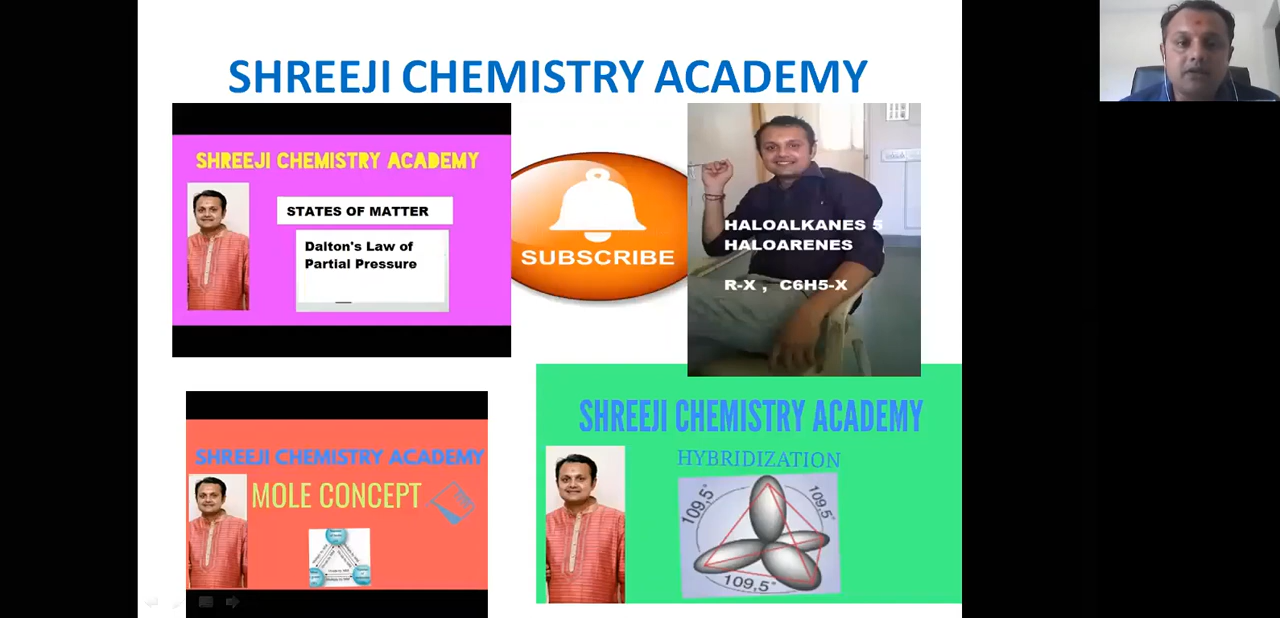 SHREEJI CHEMISTRY ACADEMY
SHREEJI CHEMISTRY ACADEMY
STATES OF MATTER
Dalton's Law of
Partial Pressure
SUBSCRIBE
HALOALKANES
HALOARENES
R-X , C6H5-X
SHREEJI CHEMISTRY ACADEMY
MOLE CONCEPT
SHREEJI CHEMISTRY ACADEMY
HYBRIDIZATION
109,5°
109,5°
109,5°